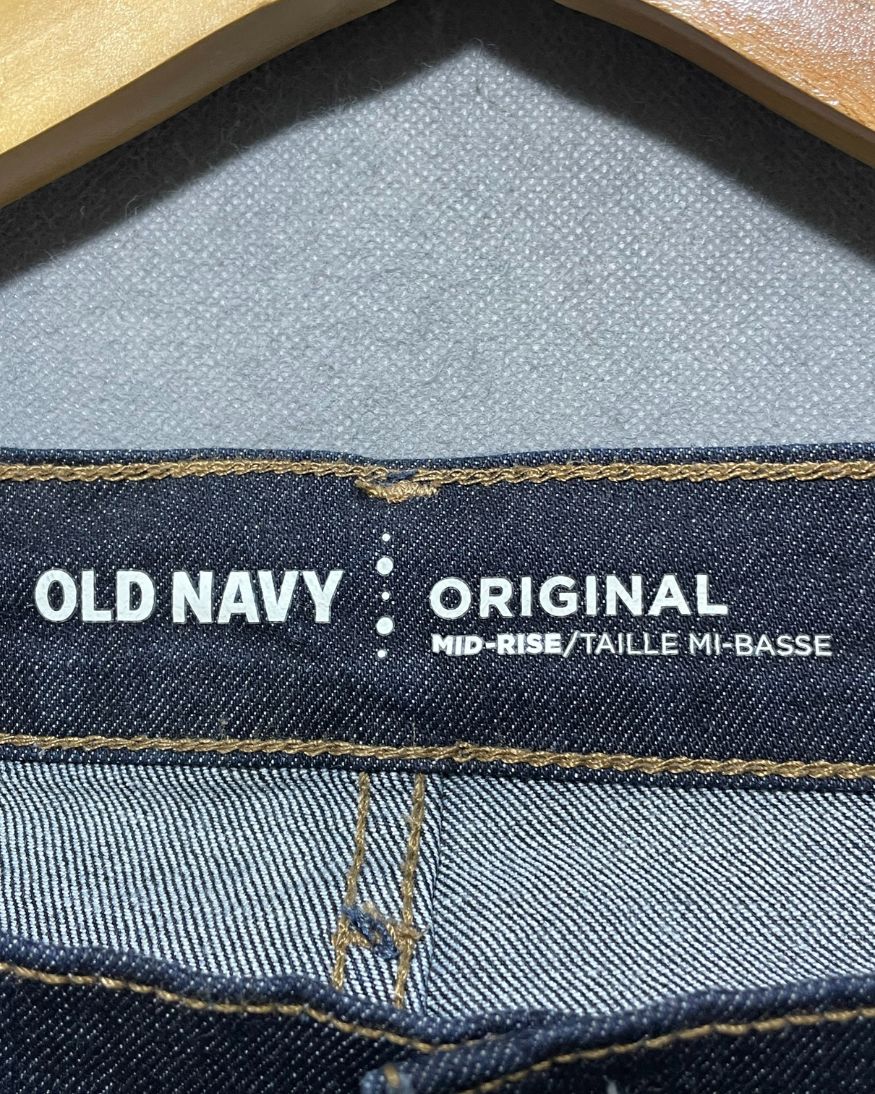 OLD NAVY
ORIGINAL
MID-RISE/TAILLE MI-BASSE